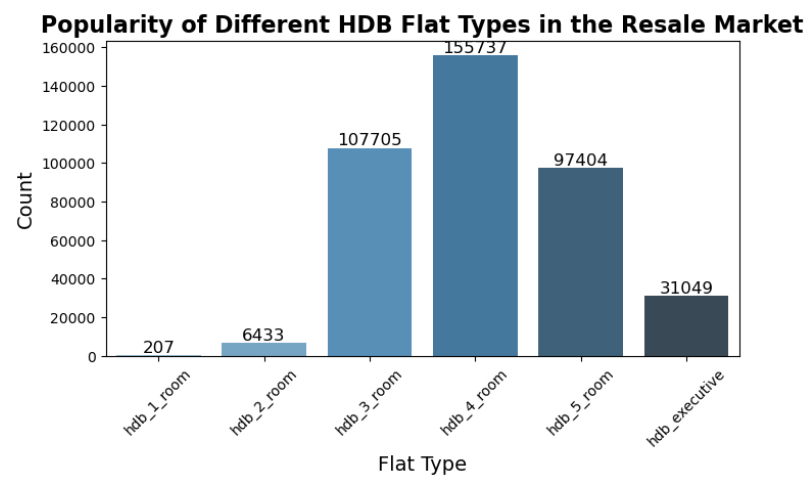 Popularity of Different HDB Flat Types in the Resale Market
160000
140000
120000
100000
80000
60000
40000
20000
0
Count
207
6433
107705
155737
97404
31049
hdb_1_room
hdb_2_room
hdb_3_room
hdb_4_room
hdb_5_room
hdb_executive
Flat Type